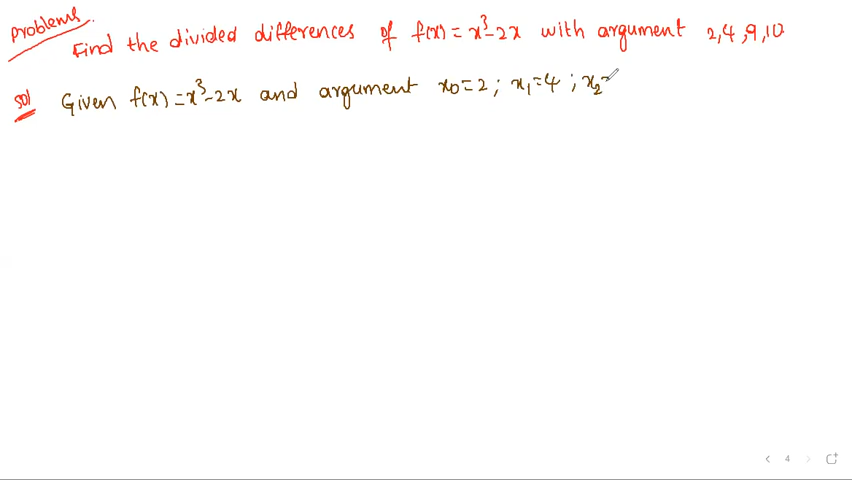 Problems.
Find the divided differences of f(x) = x³-2x with argument 2,4,9,10
Sol
Given f(x) = x³-2x and argument x₀=2; x₁=4; x₂=
4